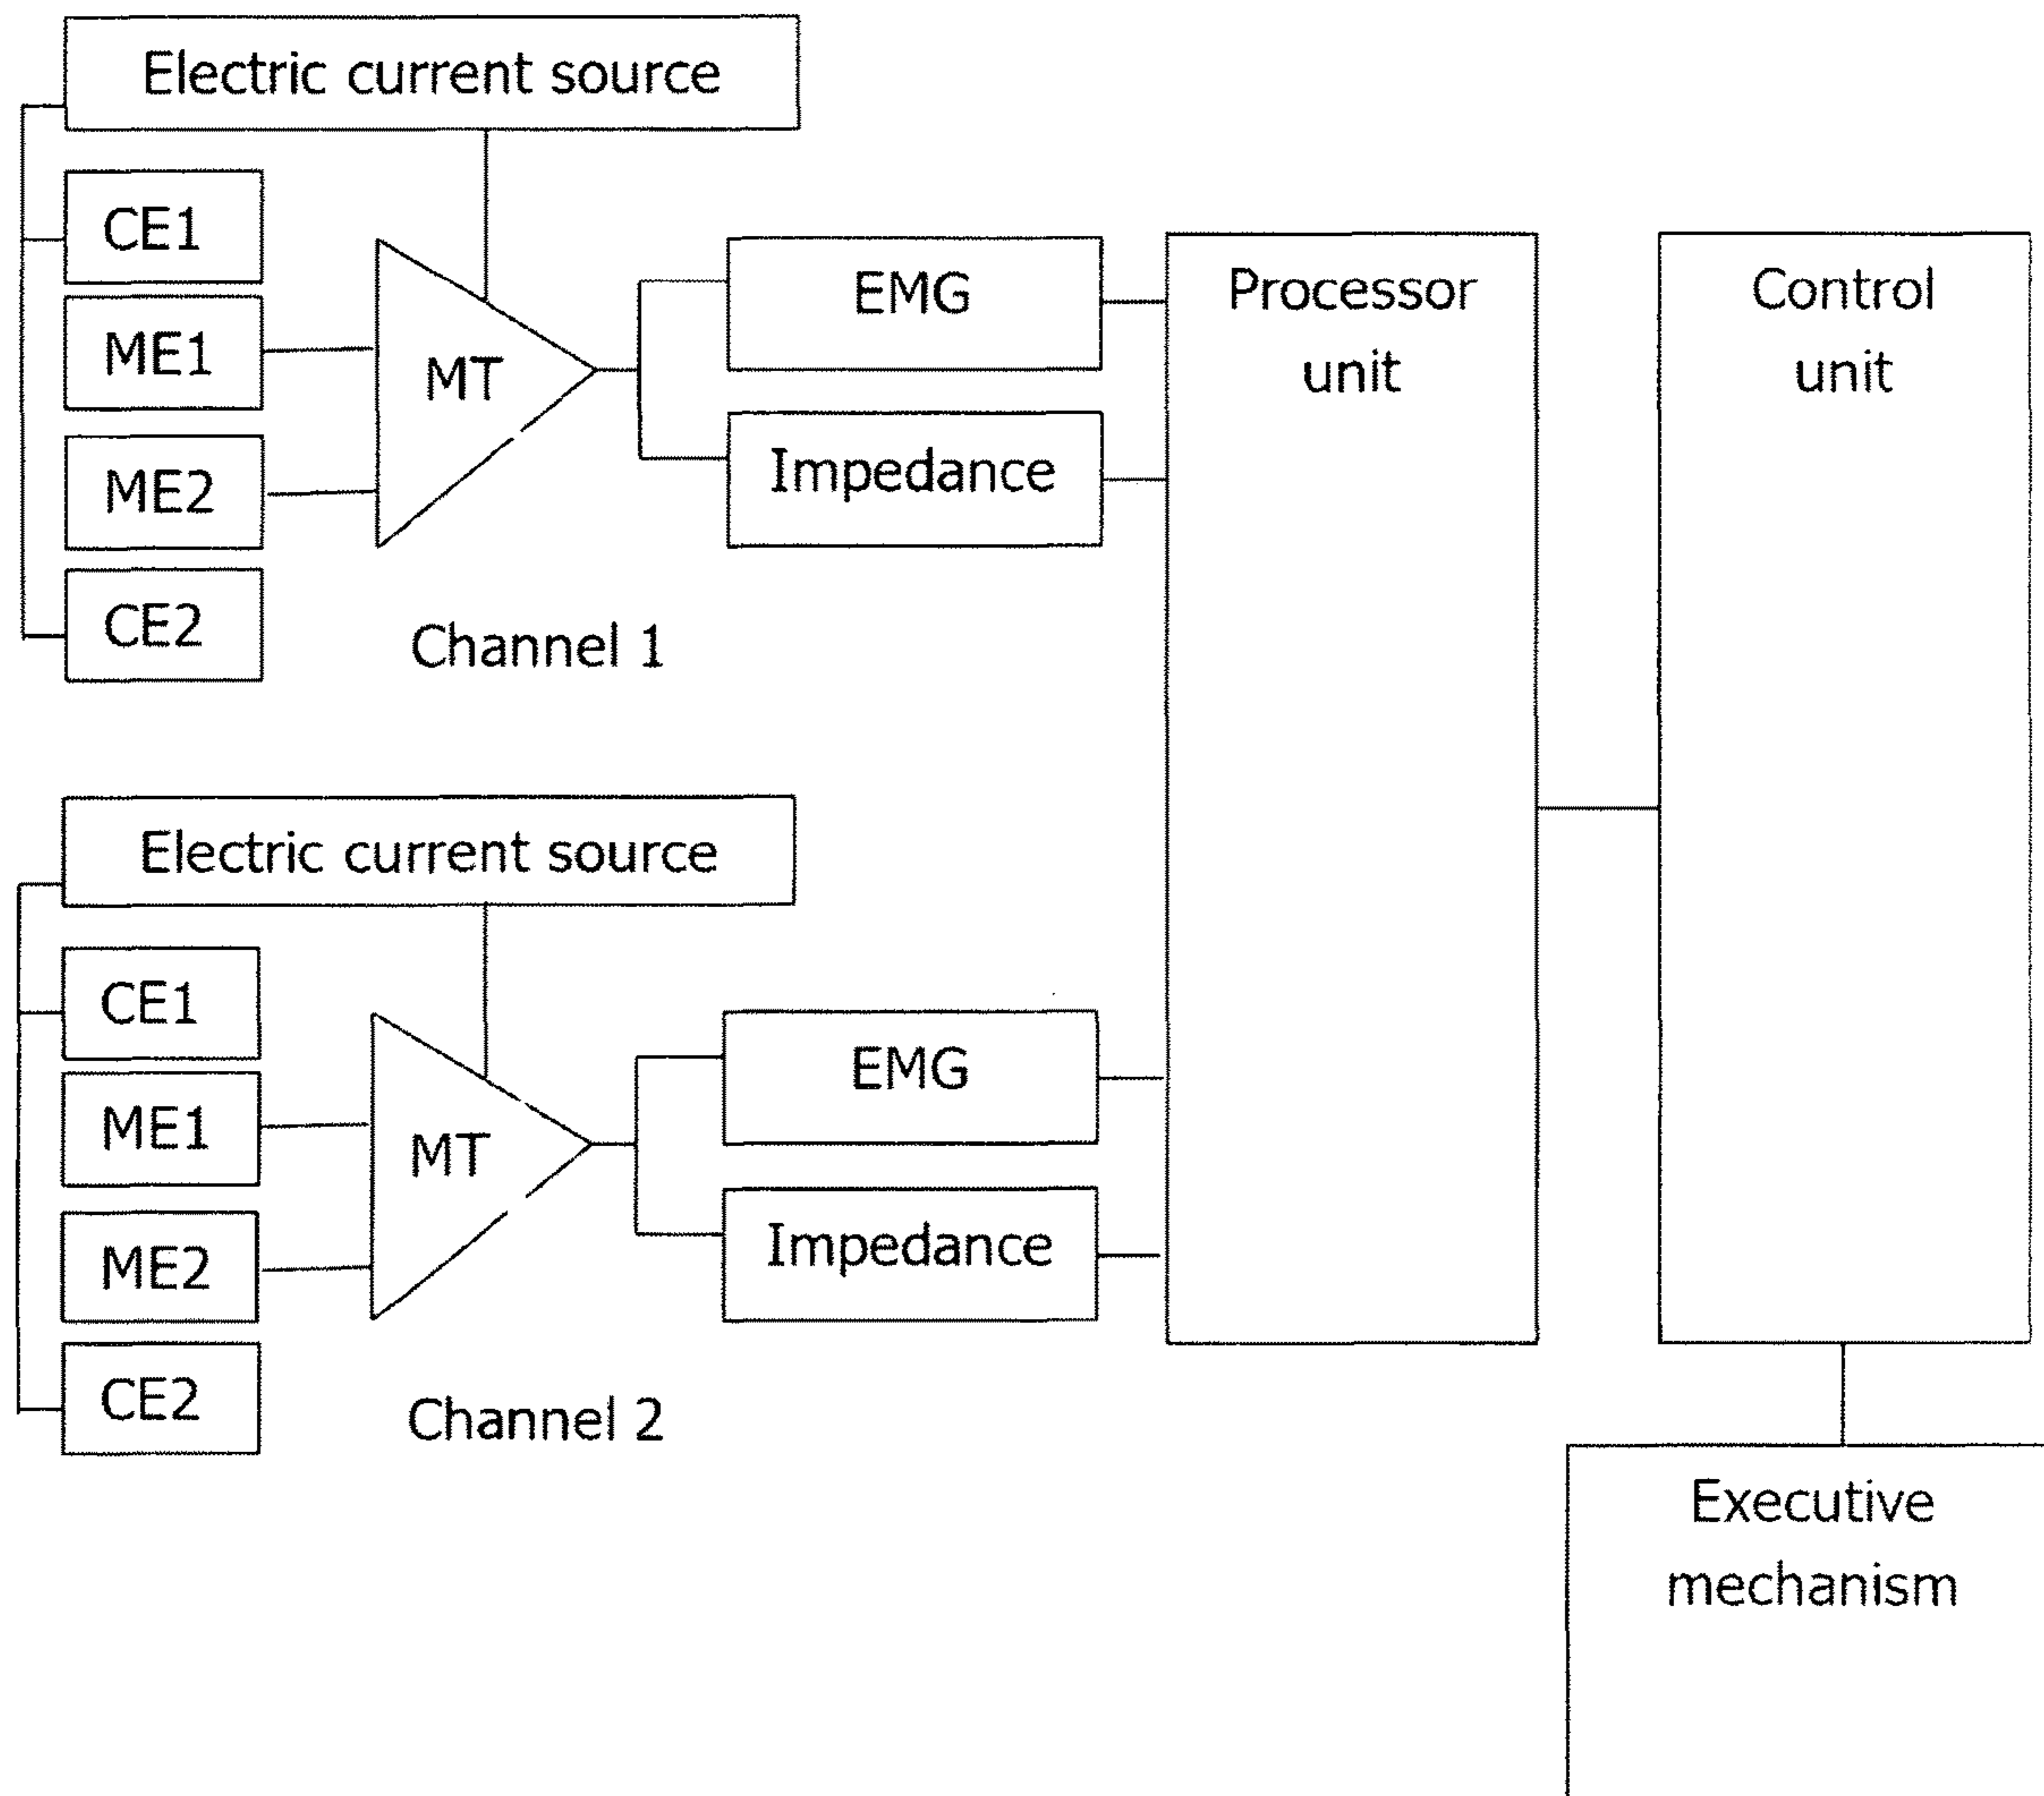 Electric current source
CE1
ME1
ME2
CE2
MT
Channel 1
EMG
Impedance
Processor
unit
Control
unit
Electric current source
CE1
ME1
ME2
CE2
MT
Channel 2
EMG
Impedance
Executive
mechanism